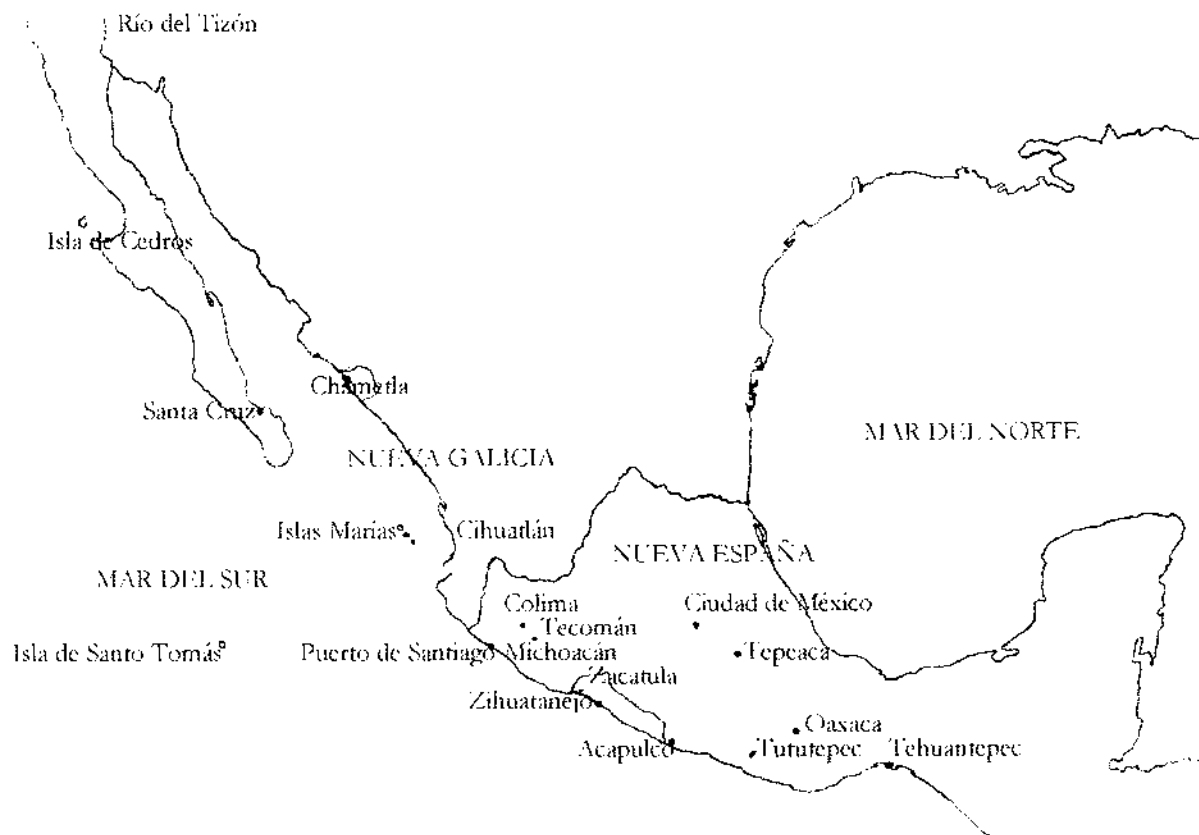 Río del Tizón
Isla de Cedros
Chametla
Santa Cruz
MAR DEL NORTE
NUEVA GALICIA
Islas Marías
Cihuatlán
NUEVA ESPAÑA
MAR DEL SUR
Colima
Ciudad de México
Tecomán
Isla de Santo Tomás
Puerto de Santiago
Michoacán
Tepeaca
Zacatula
Zihuatanejo
Oaxaca
Acapulco
Tututepec
Tehuantepec